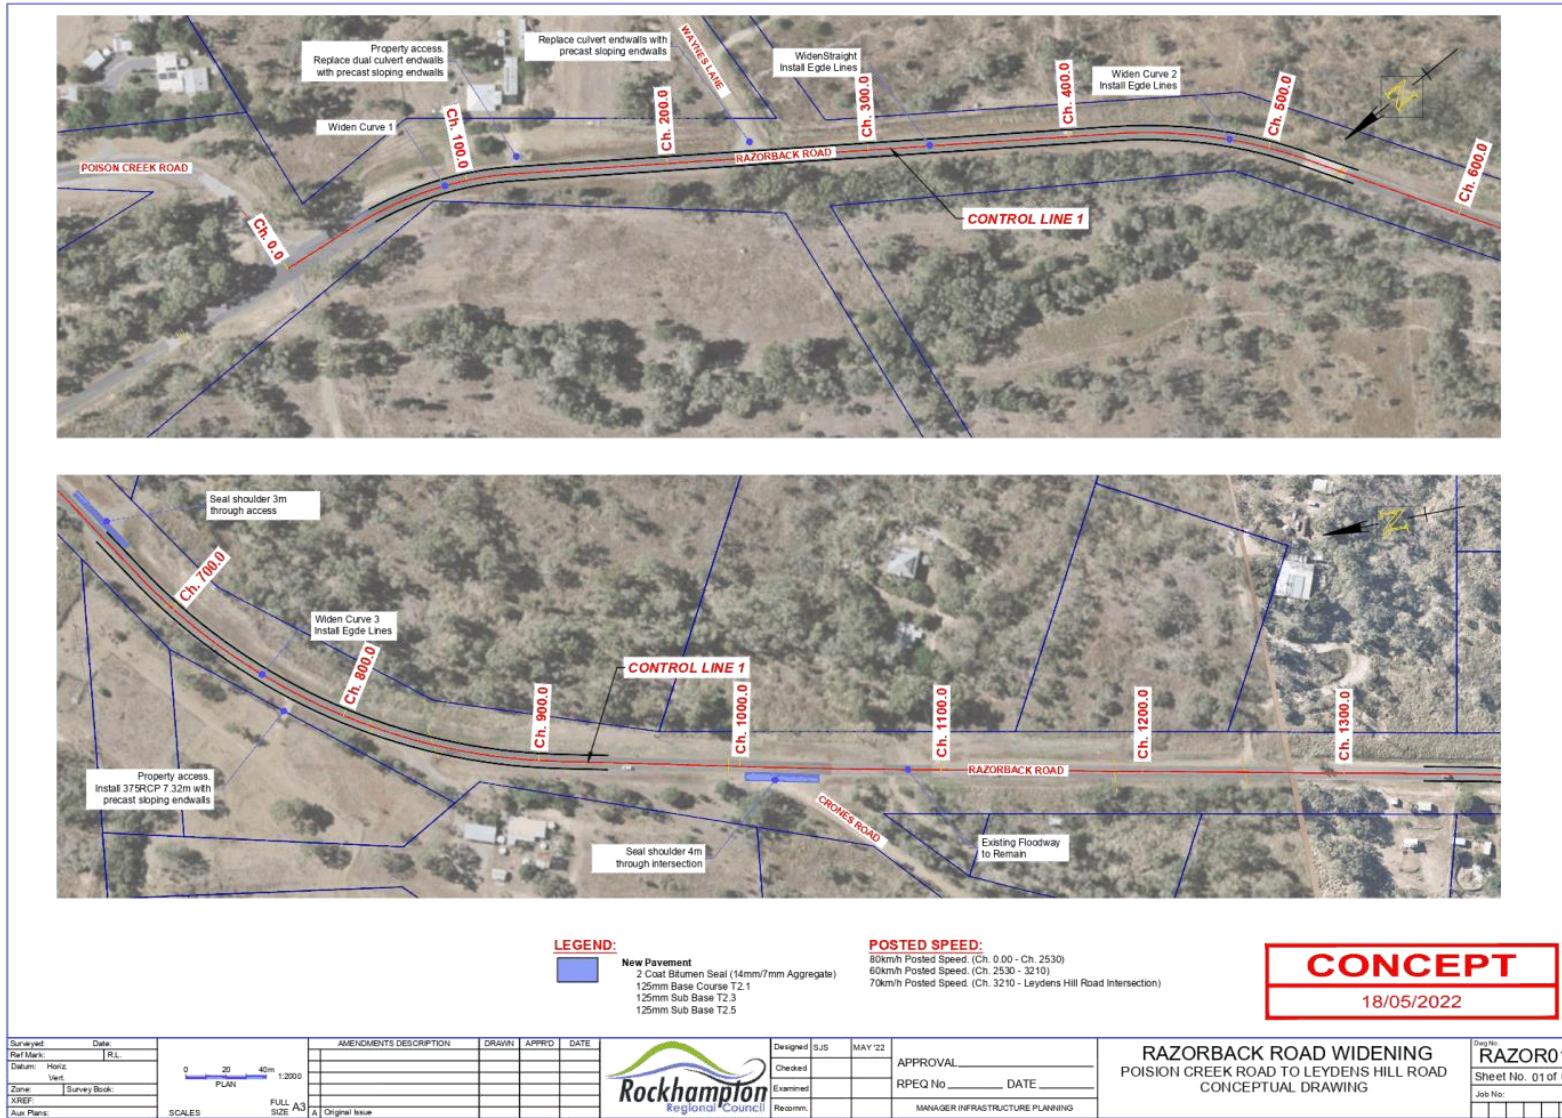 Property access.
Replace dual culvert endwalls
with precast sloping endwalls
Replace culvert endwalls with
precast sloping endwalls
WAYNES LANE
WidenStraight
Install Egde Lines
Widen Curve 2
Install Egde Lines
Widen Curve 1
POISON CREEK ROAD
Ch. 0.0
Ch. 100.0
Ch. 200.0
Ch. 300.0
Ch. 400.0
Ch. 500.0
Ch. 600.0
RAZORBACK ROAD
CONTROL LINE 1
N
Seal shoulder 3m
through access
Ch. 700.0
Widen Curve 3
Install Egde Lines
Ch. 800.0
Ch. 900.0
CONTROL LINE 1
Ch. 1000.0
Ch. 1100.0
Ch. 1200.0
Ch. 1300.0
N
RAZORBACK ROAD
Property access.
Install 375RCP 7.32m with
precast sloping endwalls
CRONES ROAD
Seal shoulder 4m
through intersection
Existing Floodway
to Remain
LEGEND:
New Pavement
2 Coat Bitumen Seal (14mm/7mm Aggregate)
125mm Base Course T2.1
125mm Sub Base T2.3
125mm Sub Base T2.5
POSTED SPEED:
80km/h Posted Speed. (Ch. 0.00 - Ch. 2530)
60km/h Posted Speed. (Ch. 2530 - 3210)
70km/h Posted Speed. (Ch. 3210 - Leydens Hill Road Intersection)
CONCEPT
18/05/2022
Surveyed: Date:
Ref Mark: R.L.
Datum: Horiz.
Vert.
Zone: Survey Book:
XREF:
Aux Plans:
0 20 40m 1:2000
PLAN
SCALES
FULL SIZE A3
AMENDMENTS DESCRIPTION DRAWN APPR'D DATE
A Original Issue
Rockhampton
Regional Council
Designed SJS MAY '22
Checked
Examined
Recomm.
APPROVAL
RPEQ No DATE
MANAGER INFRASTRUCTURE PLANNING
RAZORBACK ROAD WIDENING
POISION CREEK ROAD TO LEYDENS HILL ROAD
CONCEPTUAL DRAWING
Dwg No.
RAZOR01
Sheet No. 01 of
Job No: